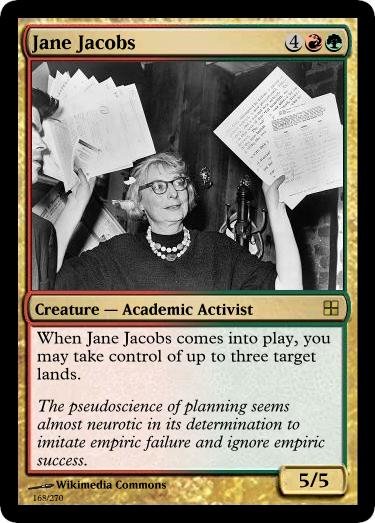 Jane Jacobs 4
Creature — Academic Activist
When Jane Jacobs comes into play, you
may take control of up to three target
lands.
The pseudoscience of planning seems
almost neurotic in its determination to
imitate empiric failure and ignore empiric
success.
Wikimedia Commons
168/270
5/5